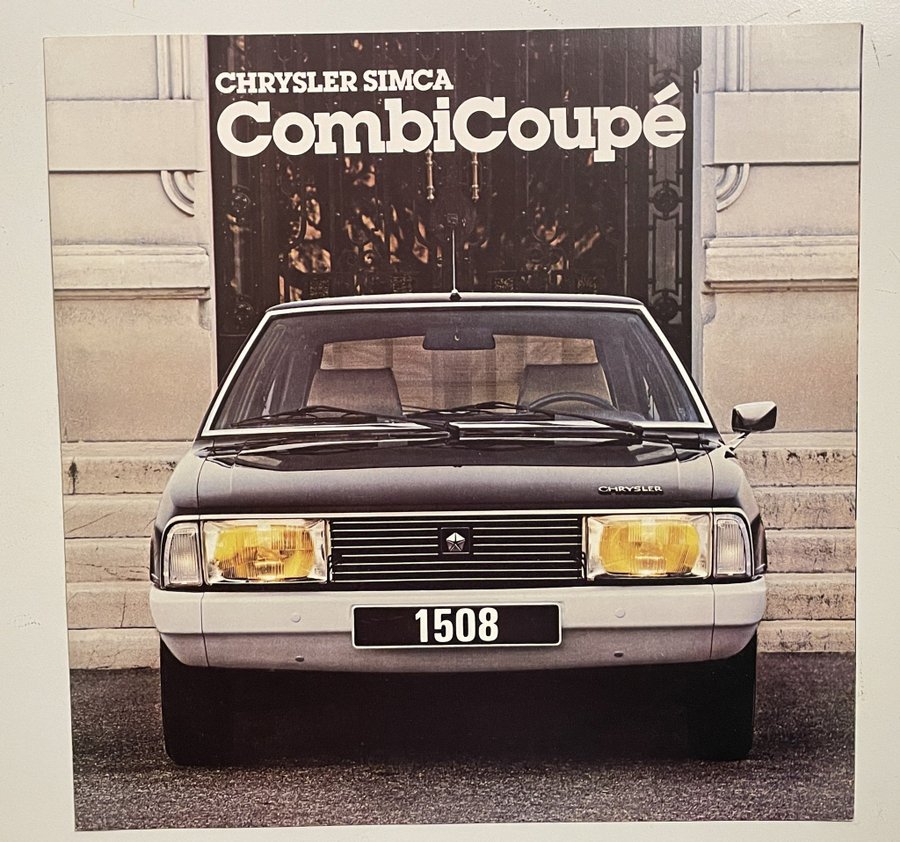 CHRYSLER SIMCA
CombiCoupé
CHRYSLER
1508